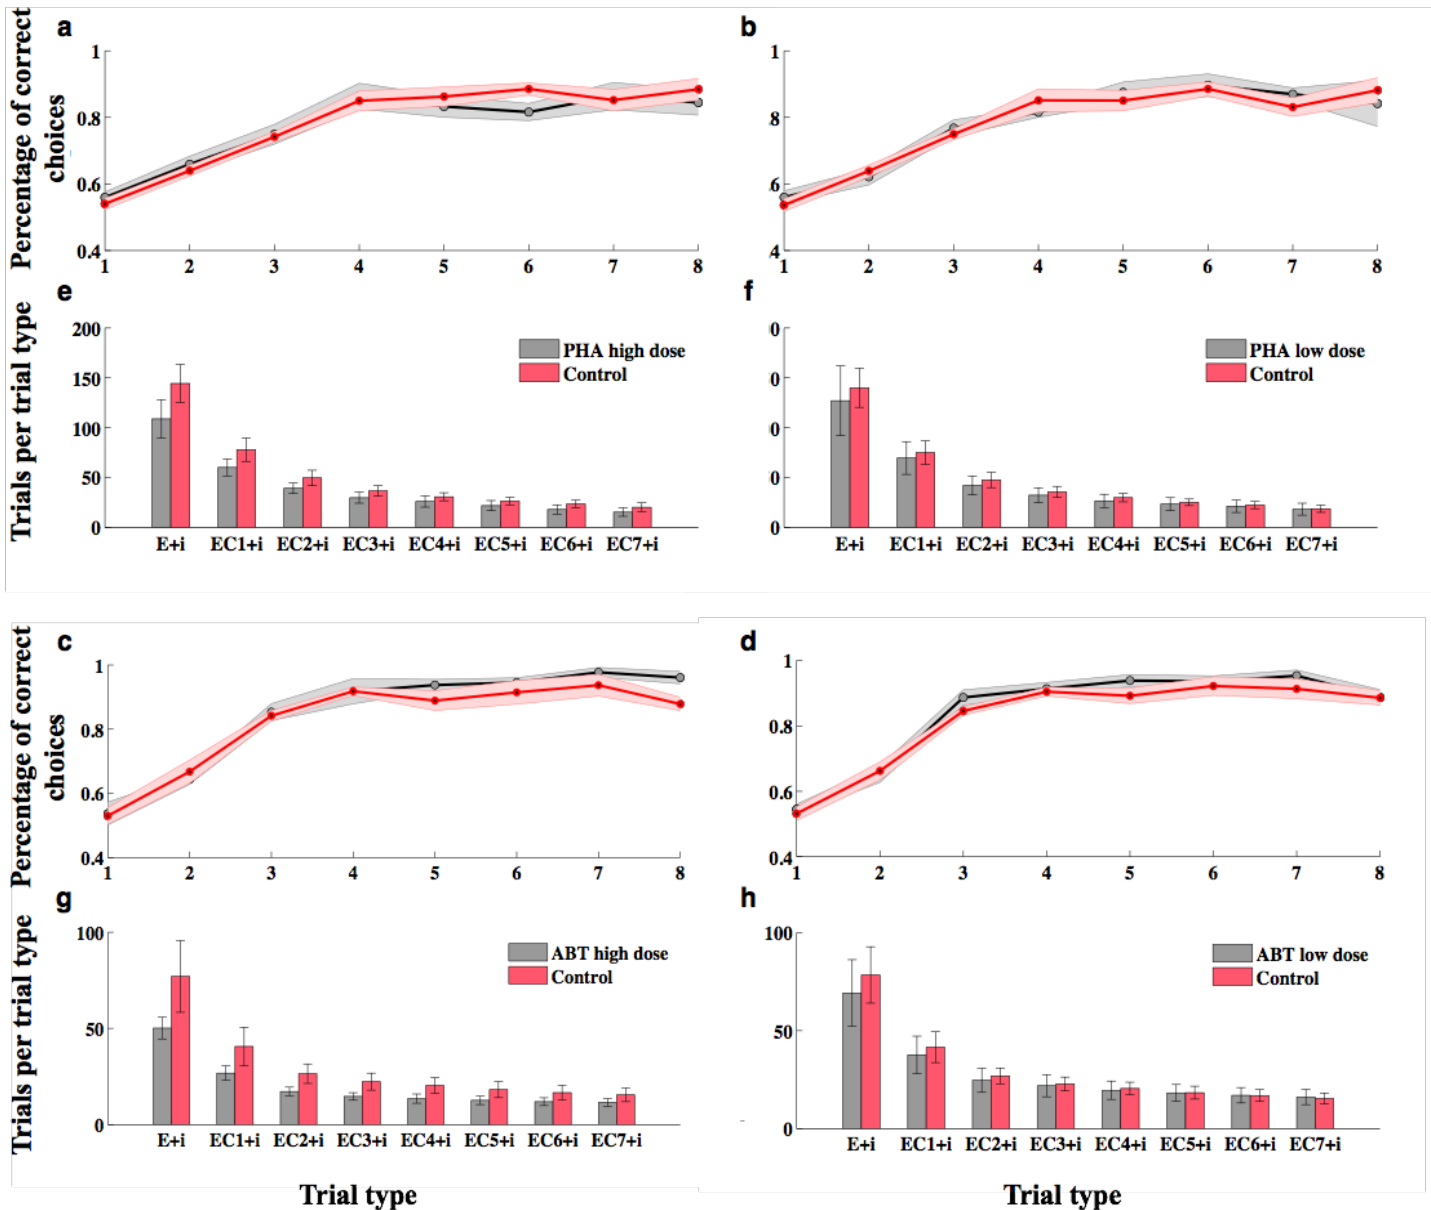 a
b
Percentage of correct
choices
1
0.8
0.6
0.4
1 2 3 4 5 6 7 8
1
.8
.6
.4
1 2 3 4 5 6 7 8
e
f
Trials per trial type
200
150
100
50
0
PHA high dose
Control
E+i EC1+i EC2+i EC3+i EC4+i EC5+i EC6+i EC7+i
0
0
0
0
0
PHA low dose
Control
E+i EC1+i EC2+i EC3+i EC4+i EC5+i EC6+i EC7+i
c
d
Percentage of correct
choices
1
0.8
0.6
0.4
1 2 3 4 5 6 7 8
1
0.8
0.6
0.4
1 2 3 4 5 6 7 8
g
h
Trials per trial type
100
50
0
ABT high dose
Control
E+i EC1+i EC2+i EC3+i EC4+i EC5+i EC6+i EC7+i
Trial type
100
50
0
ABT low dose
Control
E+i EC1+i EC2+i EC3+i EC4+i EC5+i EC6+i EC7+i
Trial type